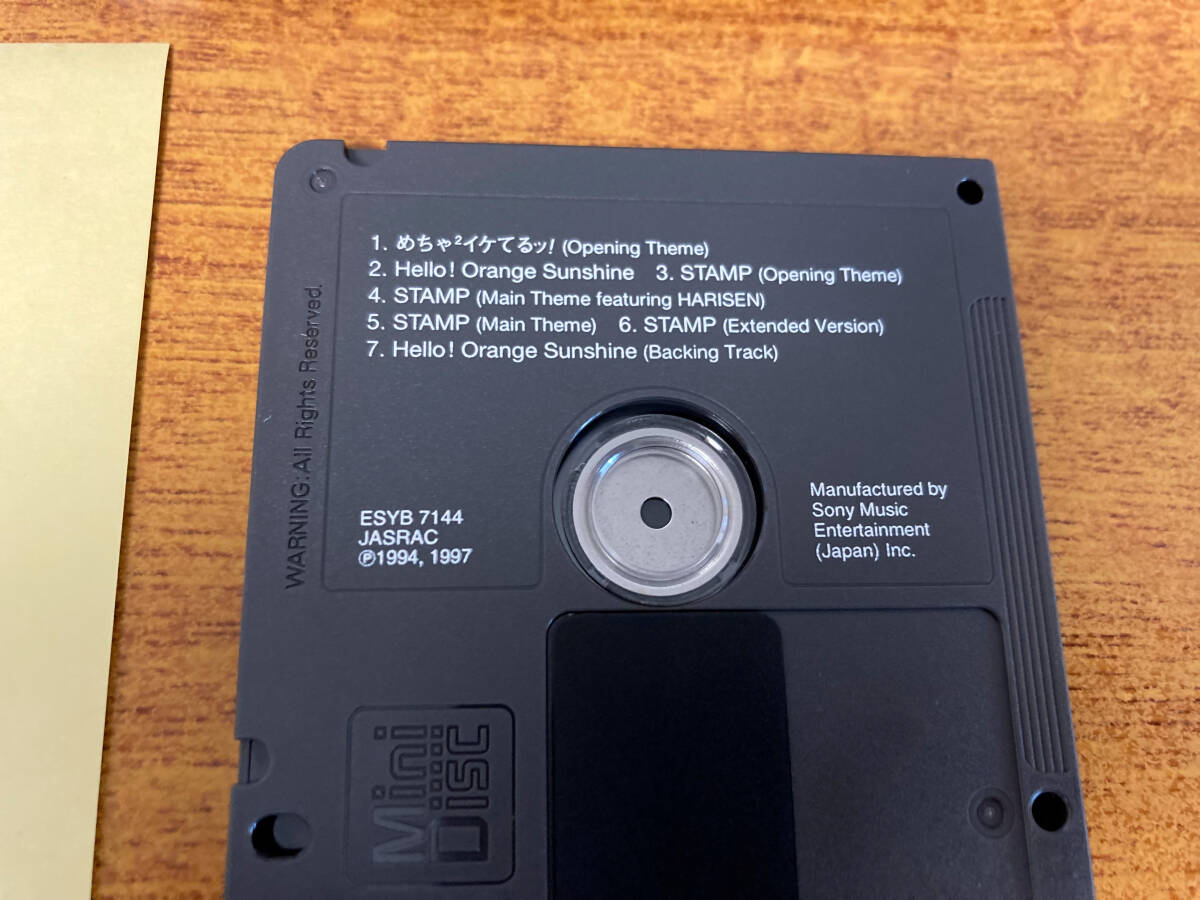 1. めちゃ²イケてるッ! (Opening Theme)
2. Hello! Orange Sunshine 3. STAMP (Opening Theme)
4. STAMP (Main Theme featuring HARISEN)
5. STAMP (Main Theme) 6. STAMP (Extended Version)
7. Hello! Orange Sunshine (Backing Track)
WARNING: All Rights Reserved.
ESYB 7144
JASRAC
℗1994, 1997
Manufactured by
Sony Music
Entertainment
(Japan) Inc.
Mini
Disc